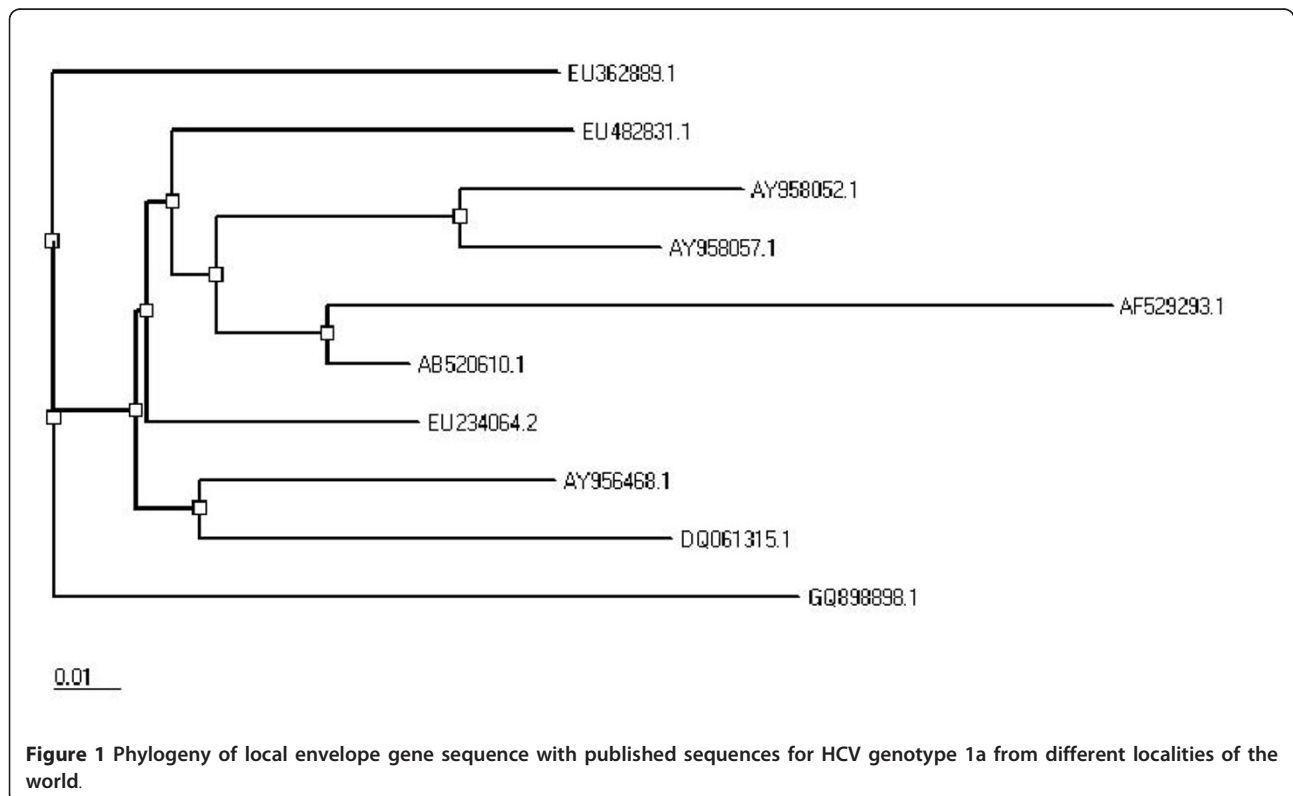 EU362889.1
EU482831.1
AY958052.1
AY958057.1
AF529293.1
AB520610.1
EU234064.2
AY956468.1
DQ061315.1
GQ898898.1
0.01
Figure 1 Phylogeny of local envelope gene sequence with published sequences for HCV genotype 1a from different localities of the
world.